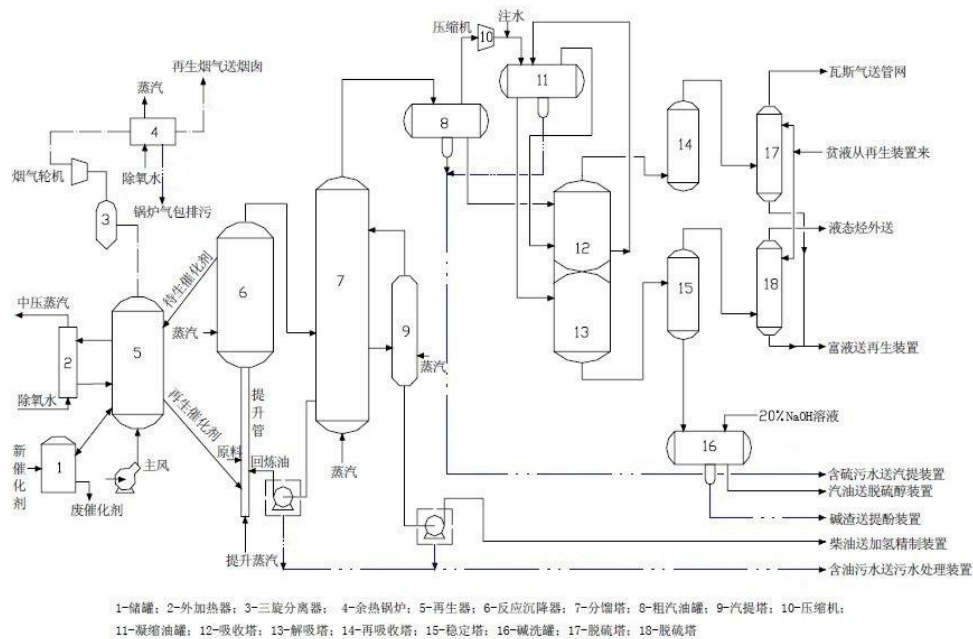 压缩机
注水
再生烟气送烟囱
蒸汽
瓦斯气送管网
10
11
8
4
14
17
贫液从再生装置来
烟气轮机
除氧水
锅炉气包排污
3
液态烃外送
待生催化剂
12
6
7
15
18
中压蒸汽
5
蒸汽
9
13
2
蒸汽
富液送再生装置
除氧水
再生催化剂
提升管
20%NaOH溶液
新催化剂
1
主风
原料
回炼油
蒸汽
16
含硫污水送汽提装置
汽油送脱硫醇装置
废催化剂
碱渣送提酚装置
提升蒸汽
柴油送加氢精制装置
含油污水送污水处理装置
1-储罐；2-外加热器；3-三旋分离器； 4-余热锅炉；5-再生器；6-反应沉降器；7-分馏塔；8-粗汽油罐；9-汽提塔；10-压缩机；
11-凝缩油罐；12-吸收塔；13-解吸塔；14-再吸收塔；15-稳定塔；16-碱洗罐；17-脱硫塔；18-脱硫塔